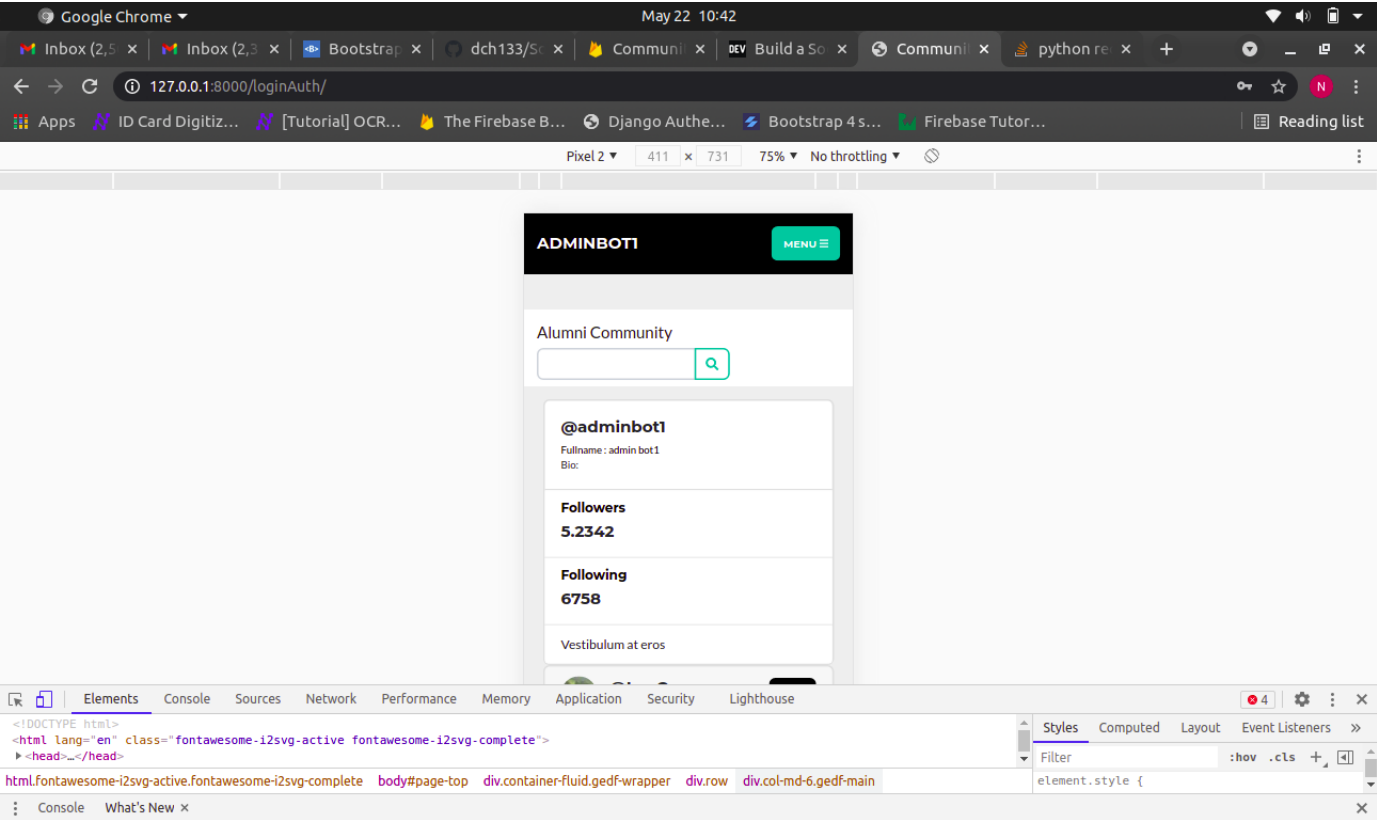 Google Chrome May 22 10:42
Inbox (2,5 Inbox (2,3 Bootstrap dch133/So Communi DEV Build a So Communit python re
127.0.0.1:8000/loginAuth/ N
Apps ID Card Digitiz... [Tutorial] OCR... The Firebase B... Django Authe... Bootstrap 4 s... Firebase Tutor... Reading list
Pixel 2 411 × 731 75% No throttling
ADMINBOT1 MENU
Alumni Community
@adminbot1
Fullname : admin bot1
Bio:
Followers
5.2342
Following
6758
Vestibulum at eros
Elements Console Sources Network Performance Memory Application Security Lighthouse 4
<!DOCTYPE html>
<html lang="en" class="fontawesome-i2svg-active fontawesome-i2svg-complete">
<head>…</head>
html.fontawesome-i2svg-active.fontawesome-i2svg-complete body#page-top div.container-fluid.gedf-wrapper div.row div.col-md-6.gedf-main
Styles Computed Layout Event Listeners »
Filter :hov .cls +
element.style {
Console What's New ×